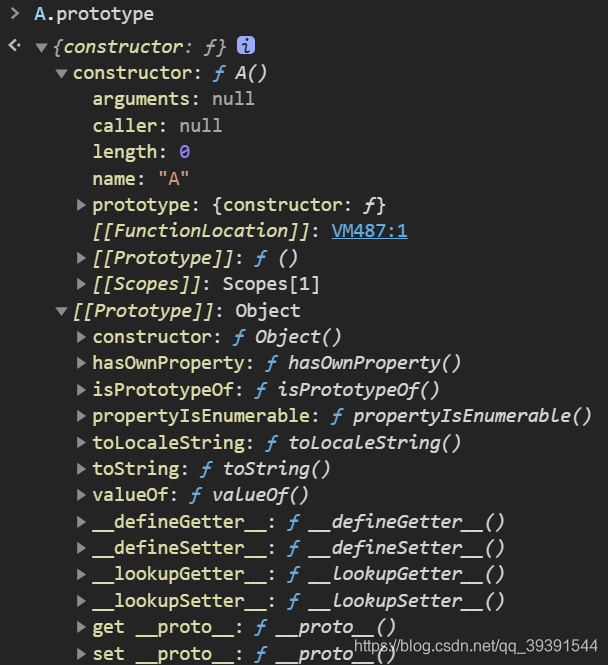 A.prototype
{constructor: ƒ} i
constructor: ƒ A()
arguments: null
caller: null
length: 0
name: "A"
prototype: {constructor: ƒ}
[[FunctionLocation]]: VM487:1
[[Prototype]]: ƒ ()
[[Scopes]]: Scopes[1]
[[Prototype]]: Object
constructor: ƒ Object()
hasOwnProperty: ƒ hasOwnProperty()
isPrototypeOf: ƒ isPrototypeOf()
propertyIsEnumerable: ƒ propertyIsEnumerable()
toLocaleString: ƒ toLocaleString()
toString: ƒ toString()
valueOf: ƒ valueOf()
__defineGetter__: ƒ __defineGetter__()
__defineSetter__: ƒ __defineSetter__()
__lookupGetter__: ƒ __lookupGetter__()
__lookupSetter__: ƒ __lookupSetter__()
get __proto__: ƒ __proto__()
set __proto__: ƒ __proto__()
https://blog.csdn.net/qq_39391544